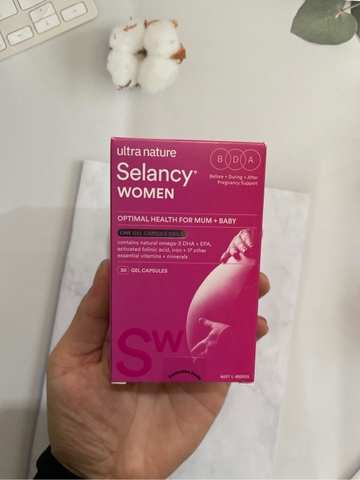 ultra nature
Selancy®
WOMEN
B D A
Before + During + After
Pregnancy Support
OPTIMAL HEALTH FOR MUM + BABY
ONE GEL CAPSULE DAILY
contains natural omega-3 DHA + EPA,
activated folinic acid, iron + 17 other
essential vitamins + minerals
30 GEL CAPSULES
Sw